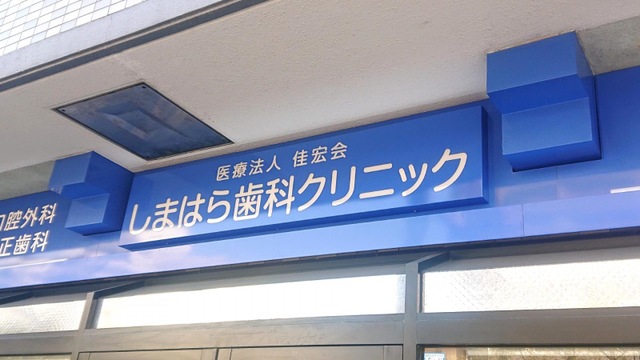 医療法人 佳宏会
しまはら歯科クリニック
腔外科
正歯科